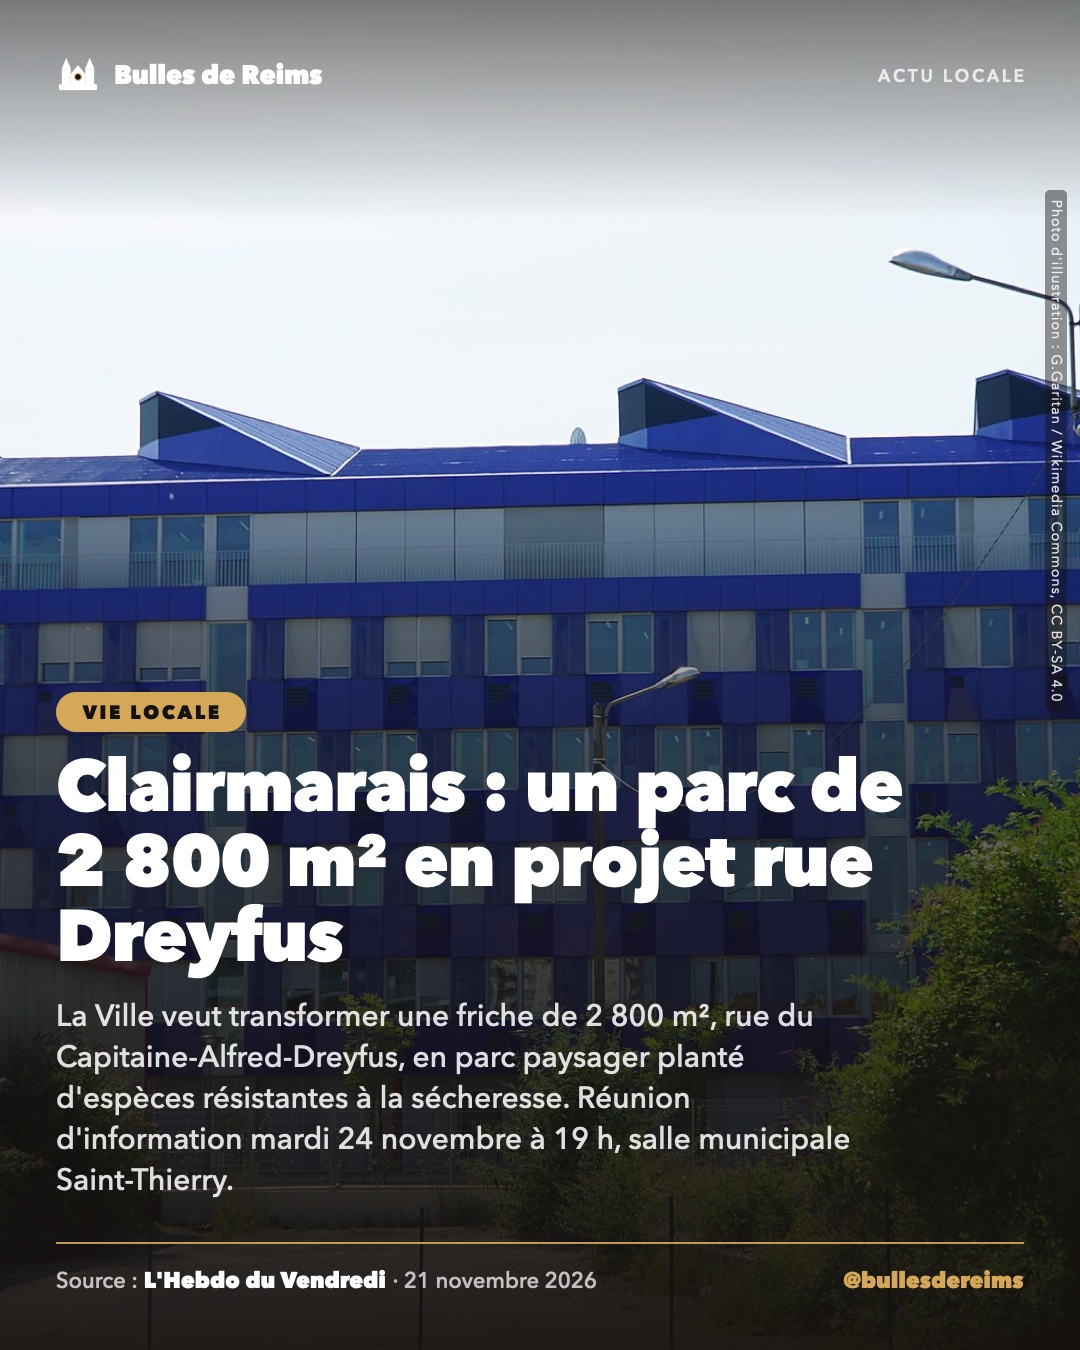 Bulles de Reims
ACTU LOCALE
Photo d'illustration : G.Garitan / Wikimedia Commons, CC BY-SA 4.0
VIE LOCALE
Clairmarais : un parc de
2 800 m² en projet rue
Dreyfus
La Ville veut transformer une friche de 2 800 m², rue du
Capitaine-Alfred-Dreyfus, en parc paysager planté
d'espèces résistantes à la sécheresse. Réunion
d'information mardi 24 novembre à 19 h, salle municipale
Saint-Thierry.
Source : L'Hebdo du Vendredi · 21 novembre 2026
@bullesdereims